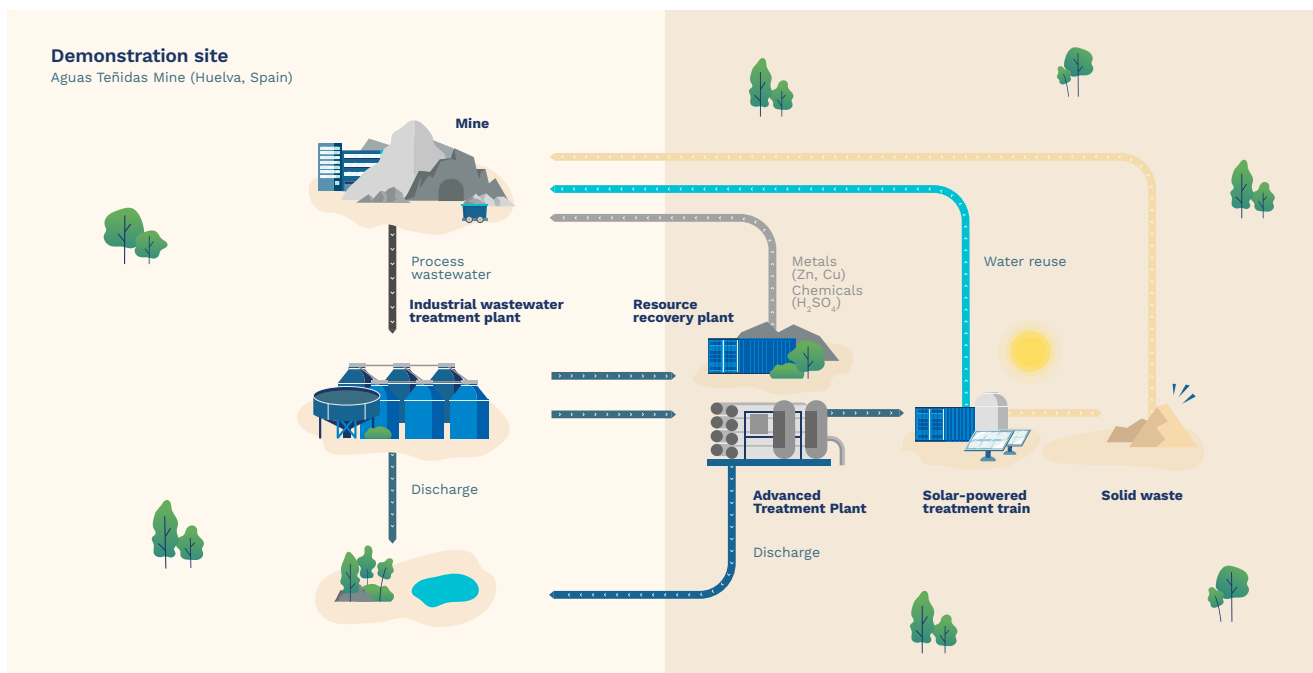 Demonstration site
Aguas Teñidas Mine (Huelva, Spain)
Mine
Process
wastewater
Metals
(Zn, Cu)
Chemicals
(H₂SO₄)
Water reuse
Industrial wastewater
treatment plant
Resource
recovery plant
Discharge
Advanced
Treatment Plant
Solar-powered
treatment train
Solid waste
Discharge